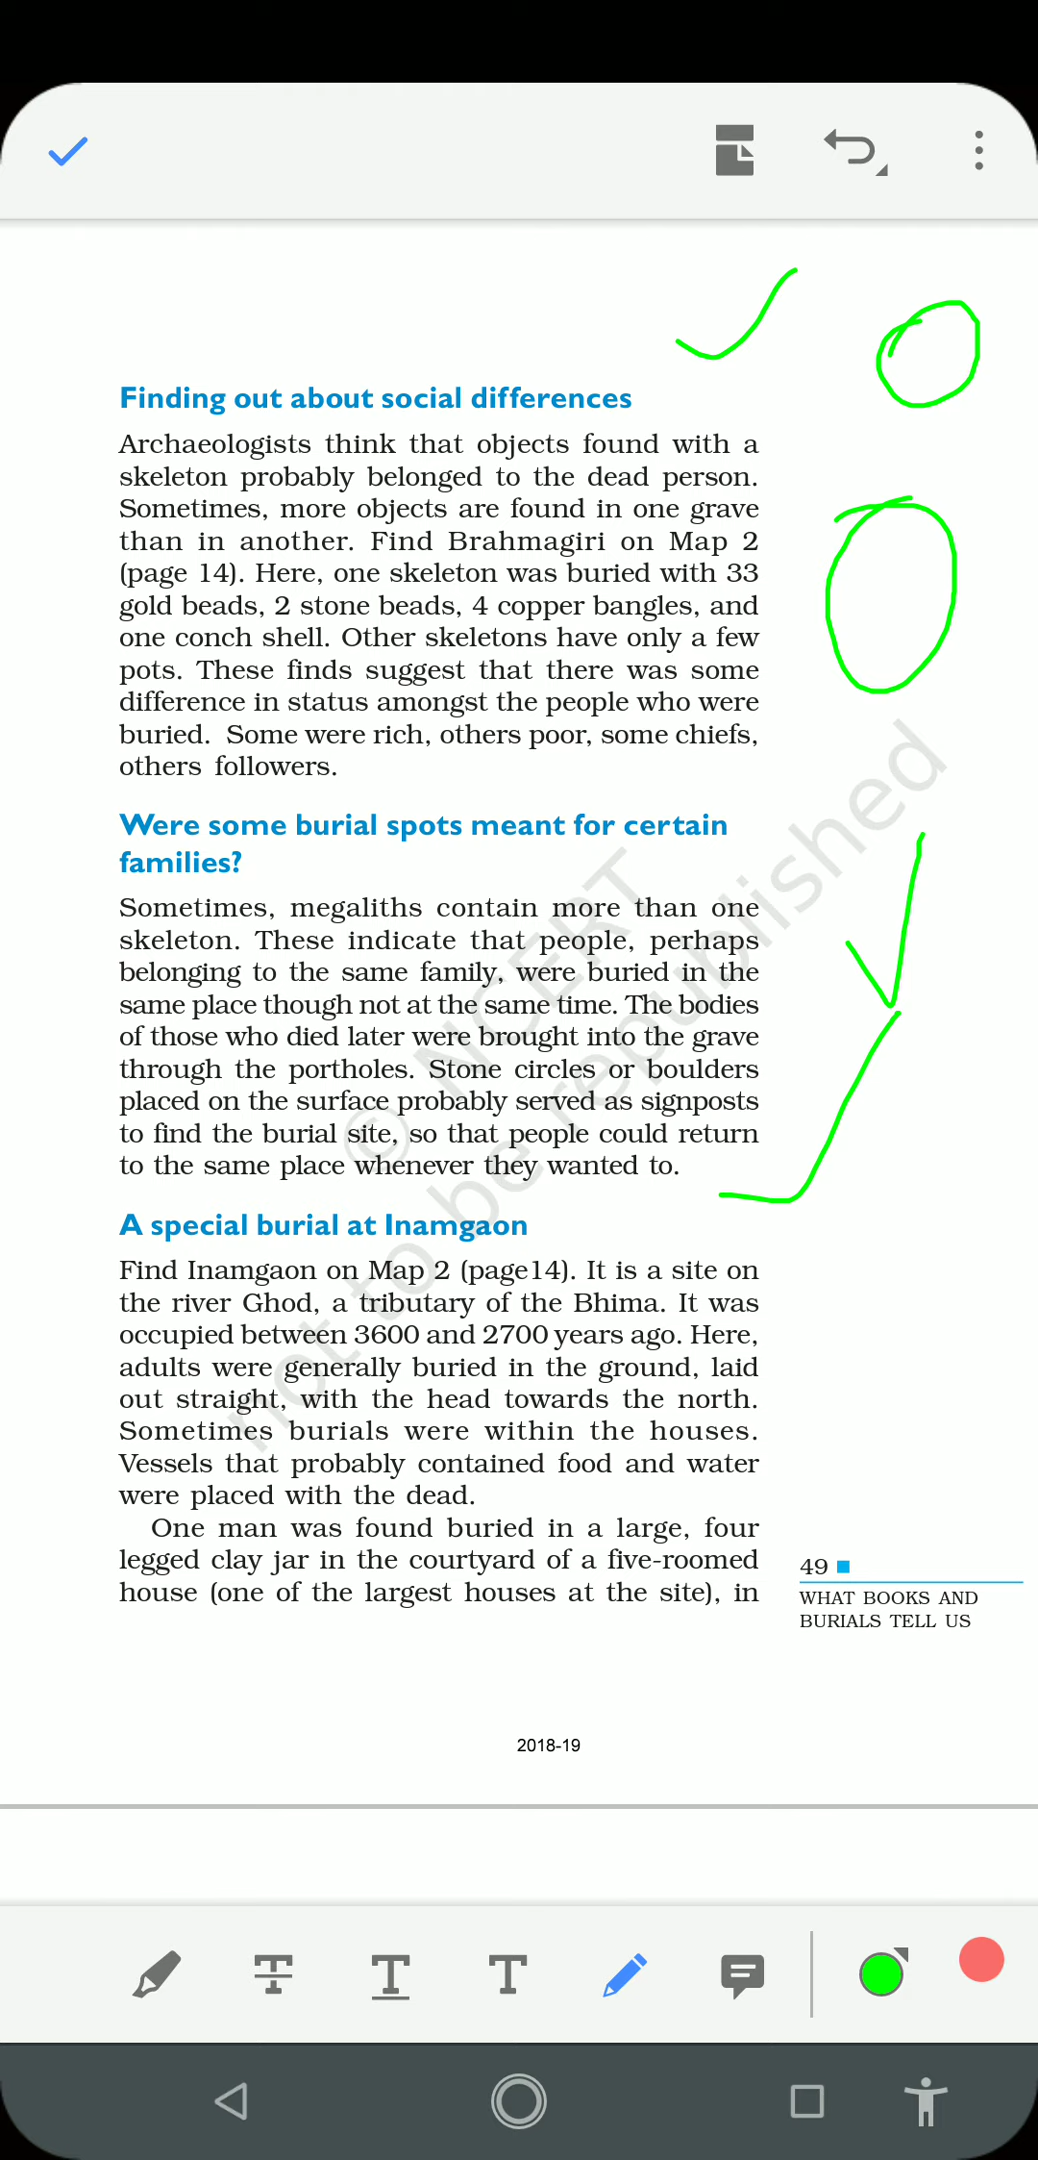 Finding out about social differences
Archaeologists think that objects found with a
skeleton probably belonged to the dead person.
Sometimes, more objects are found in one grave
than in another. Find Brahmagiri on Map 2
(page 14). Here, one skeleton was buried with 33
gold beads, 2 stone beads, 4 copper bangles, and
one conch shell. Other skeletons have only a few
pots. These finds suggest that there was some
difference in status amongst the people who were
buried. Some were rich, others poor, some chiefs,
others followers.
Were some burial spots meant for certain
families?
Sometimes, megaliths contain more than one
skeleton. These indicate that people, perhaps
belonging to the same family, were buried in the
same place though not at the same time. The bodies
of those who died later were brought into the grave
through the portholes. Stone circles or boulders
placed on the surface probably served as signposts
to find the burial site, so that people could return
to the same place whenever they wanted to.
A special burial at Inamgaon
Find Inamgaon on Map 2 (page14). It is a site on
the river Ghod, a tributary of the Bhima. It was
occupied between 3600 and 2700 years ago. Here,
adults were generally buried in the ground, laid
out straight, with the head towards the north.
Sometimes burials were within the houses.
Vessels that probably contained food and water
were placed with the dead.
One man was found buried in a large, four
legged clay jar in the courtyard of a five-roomed
house (one of the largest houses at the site), in
49
WHAT BOOKS AND
BURIALS TELL US
2018-19
© NCERT
not to be republished